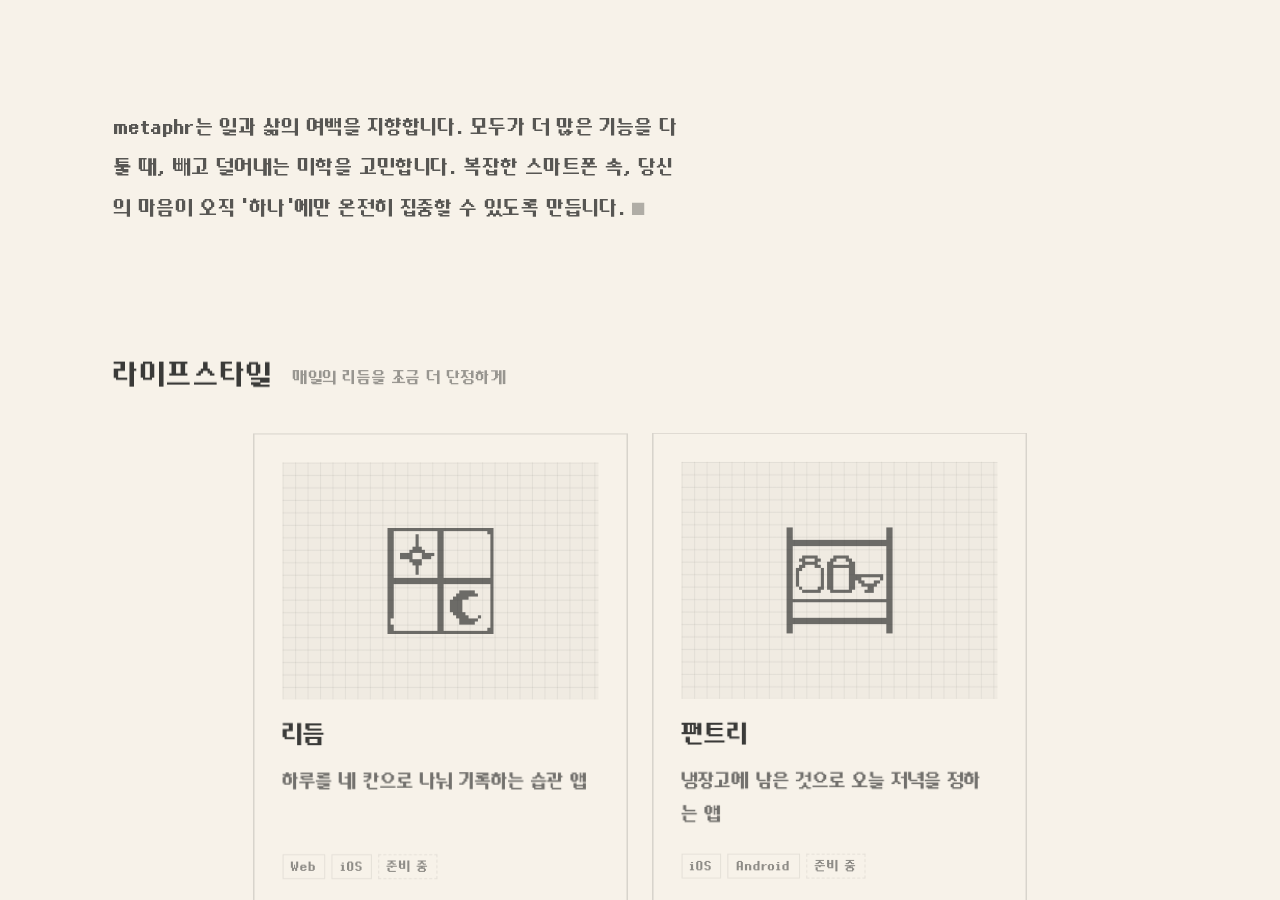 metaphr는 일과 삶의 여백을 지향합니다. 모두가 더 많은 기능을 다
툴 때, 빼고 덜어내는 미학을 고민합니다. 복잡한 스마트폰 속, 당신
의 마음이 오직 '하나'에만 온전히 집중할 수 있도록 만듭니다.
라이프스타일 매일의 리듬을 조금 더 단정하게
리듬
하루를 네 칸으로 나눠 기록하는 습관 앱
Web iOS 준비 중
팬트리
냉장고에 남은 것으로 오늘 저녁을 정하
는 앱
iOS Android 준비 중